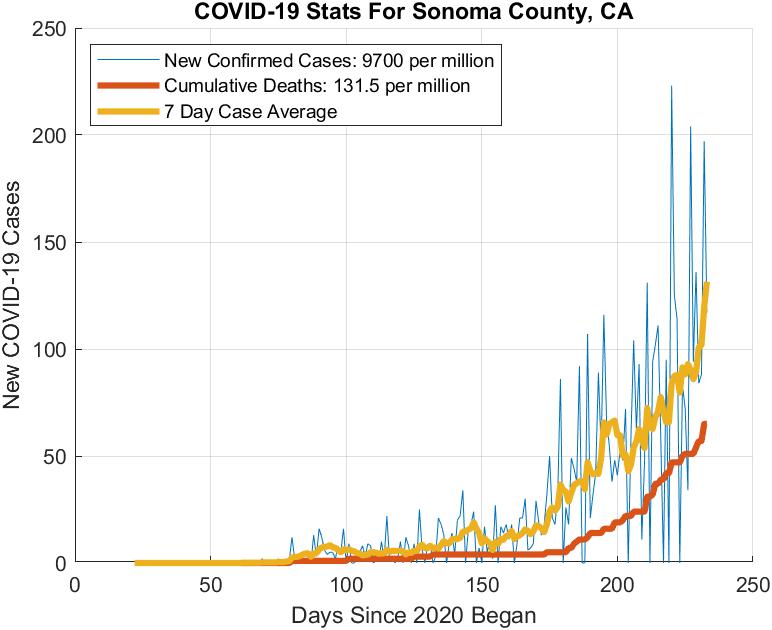 COVID-19 Stats For Sonoma County, CA
New Confirmed Cases: 9700 per million
Cumulative Deaths: 131.5 per million
7 Day Case Average
New COVID-19 Cases
250
200
150
100
50
0
0 50 100 150 200 250
Days Since 2020 Began